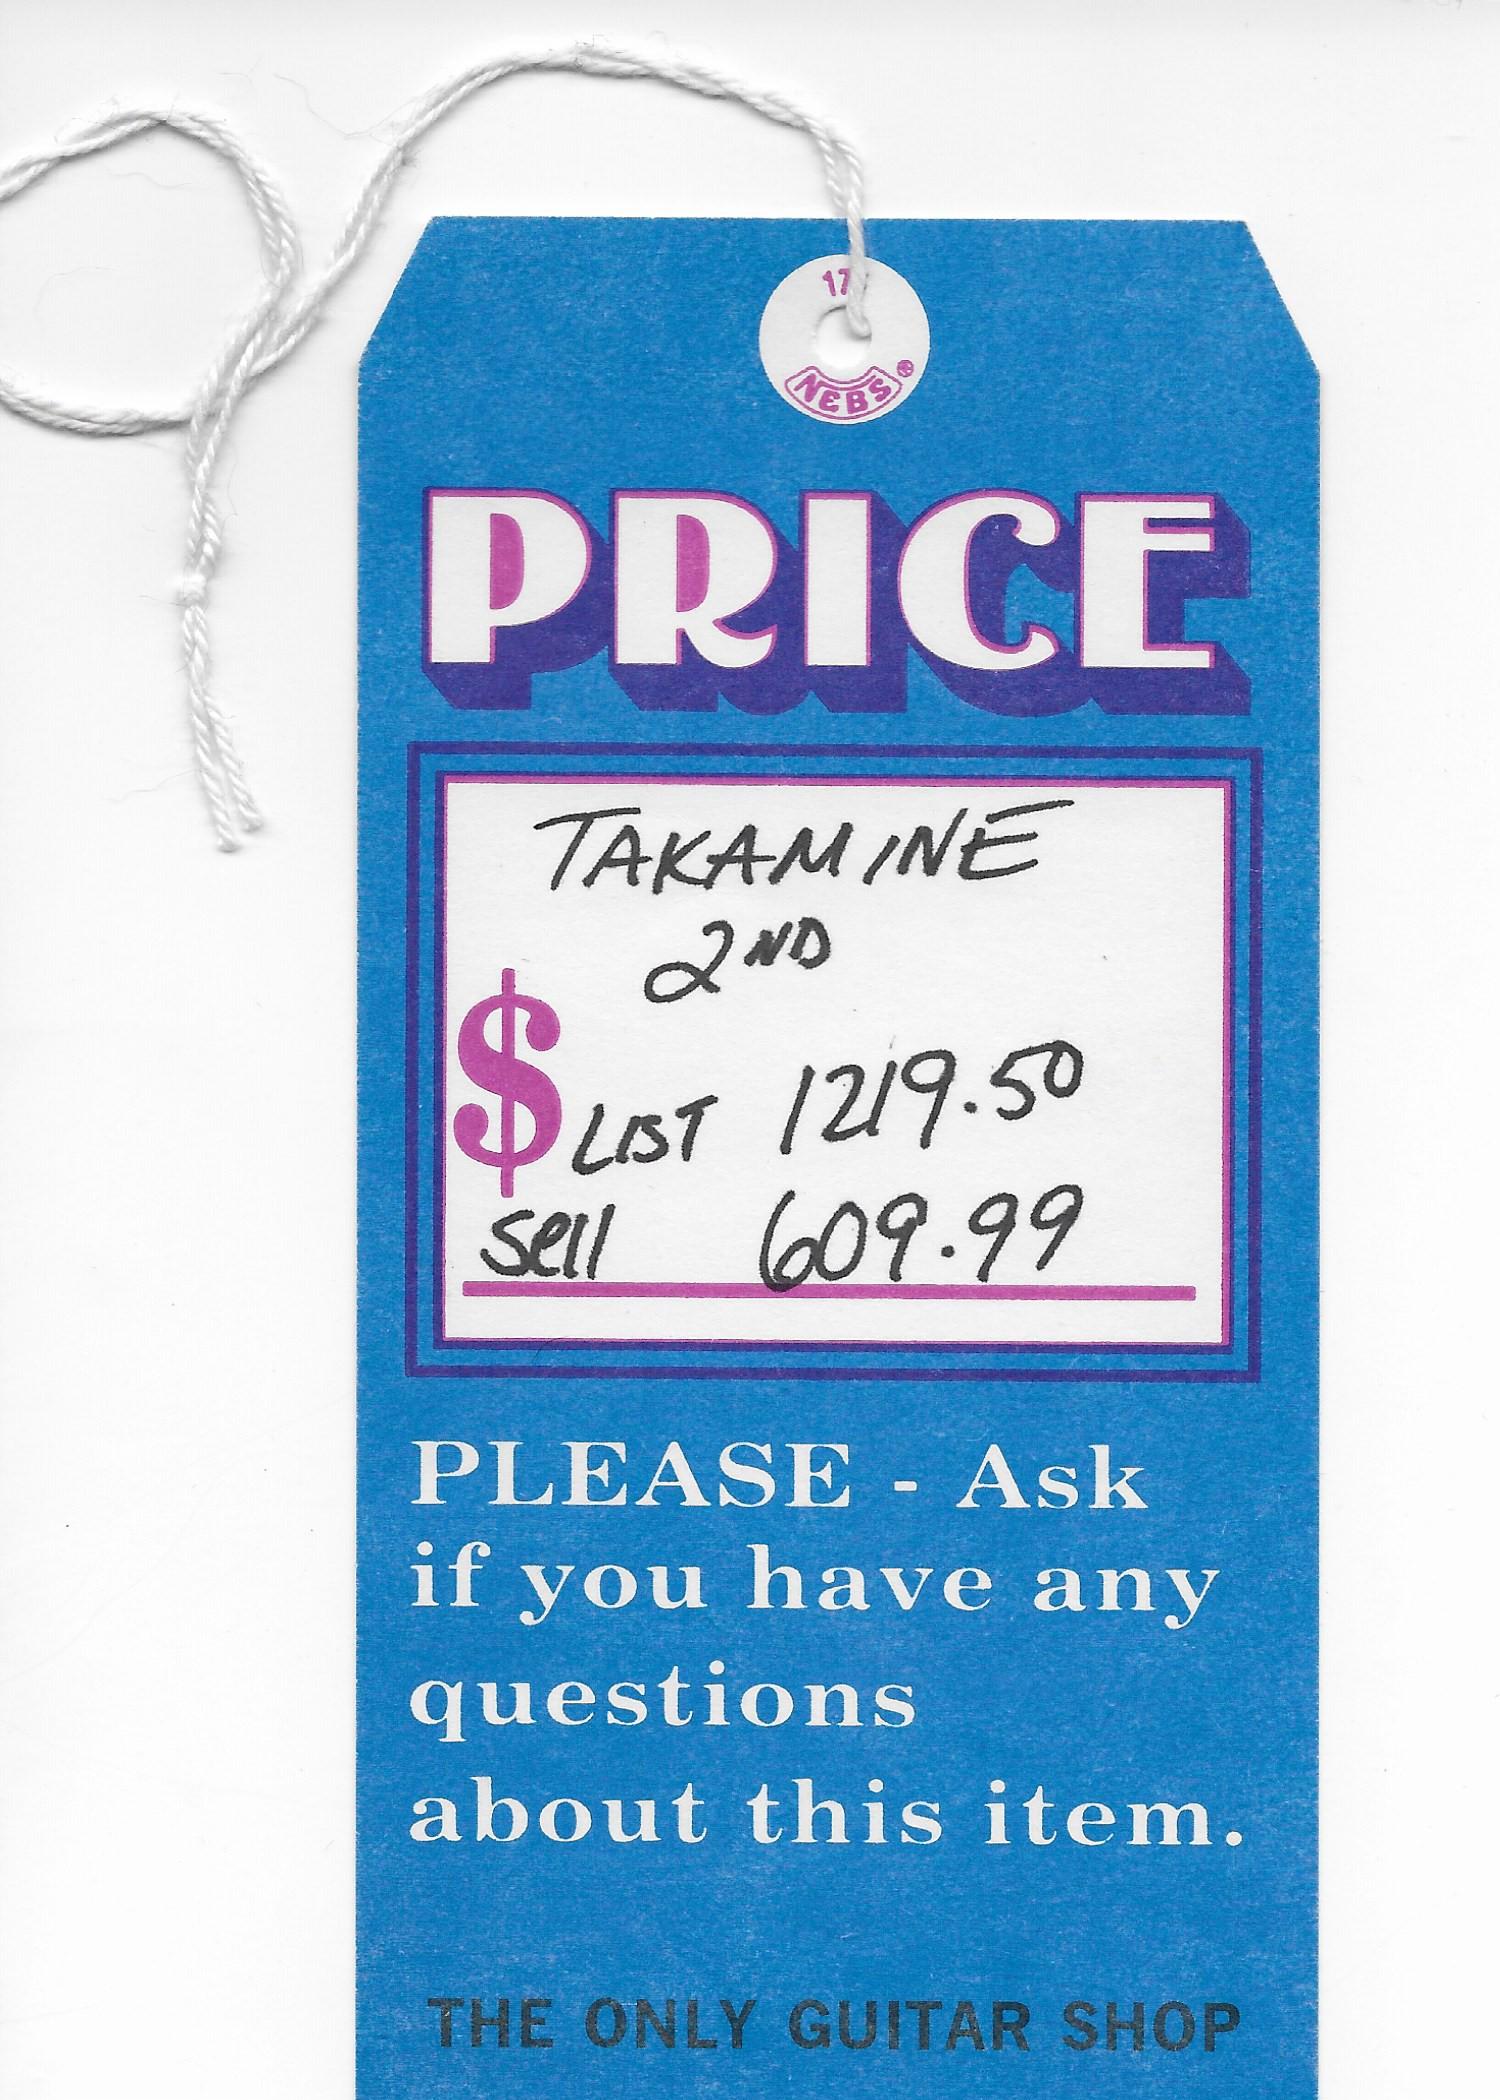 17
NEBS®
PRICE
TAKAMINE
2ND
$ LIST 1219.50
Sell 609.99
PLEASE - Ask
if you have any
questions
about this item.
THE ONLY GUITAR SHOP